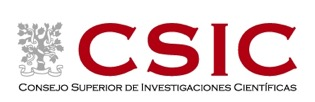 CSIC
CONSEJO SUPERIOR DE INVESTIGACIONES CIENTÍFICAS